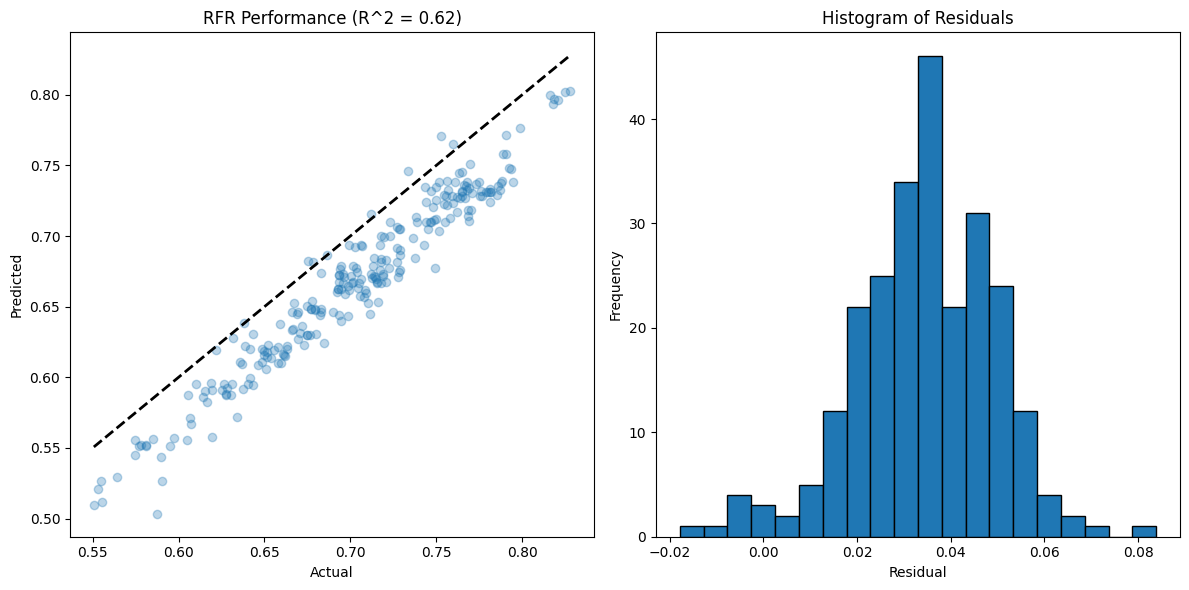 RFR Performance (R^2 = 0.62)
Predicted
0.80
0.75
0.70
0.65
0.60
0.55
0.50
0.55 0.60 0.65 0.70 0.75 0.80
Actual
Histogram of Residuals
Frequency
40
30
20
10
0
−0.02 0.00 0.02 0.04 0.06 0.08
Residual